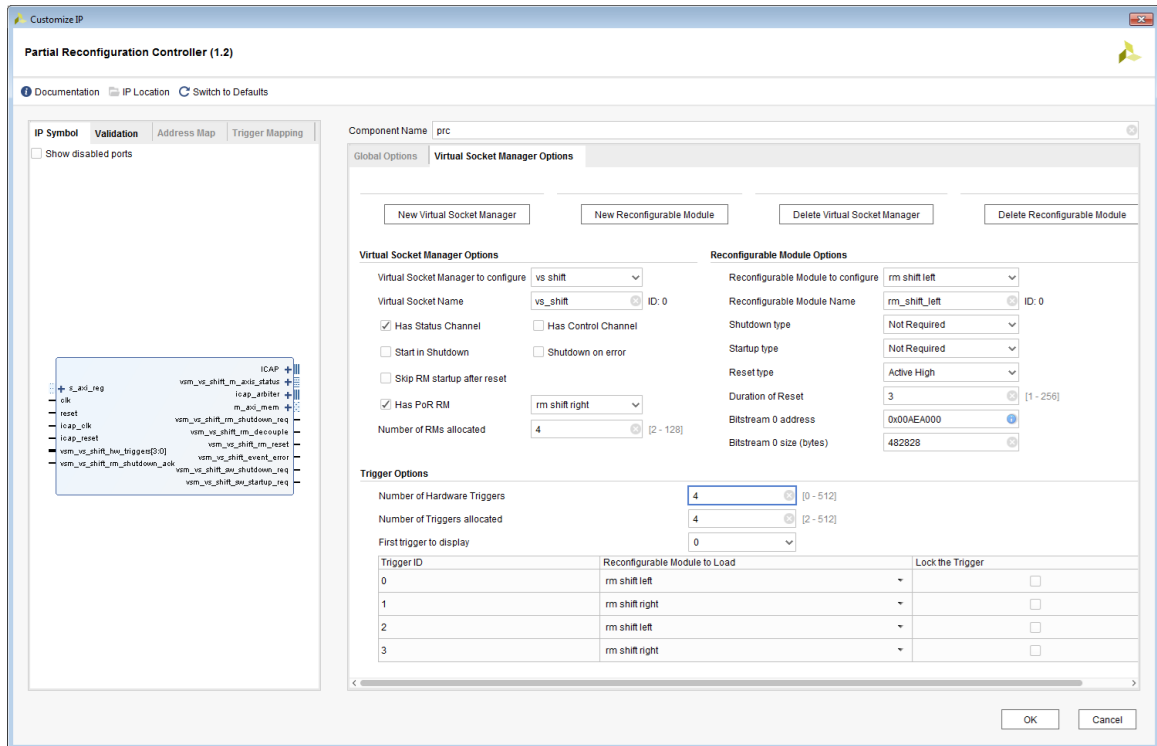 Customize IP
Partial Reconfiguration Controller (1.2)
Documentation IP Location Switch to Defaults
IP Symbol Validation Address Map Trigger Mapping
Show disabled ports
s_axi_reg
clk
reset
icap_clk
icap_reset
vsm_vs_shift_hw_triggers[3:0]
vsm_vs_shift_rm_shutdown_ack
ICAP
vsm_vs_shift_m_axis_status
icap_arbiter
m_axi_mem
vsm_vs_shift_rm_shutdown_req
vsm_vs_shift_rm_decouple
vsm_vs_shift_rm_reset
vsm_vs_shift_event_error
vsm_vs_shift_sw_shutdown_req
vsm_vs_shift_sw_startup_req
Component Name prc
Global Options Virtual Socket Manager Options
New Virtual Socket Manager New Reconfigurable Module Delete Virtual Socket Manager Delete Reconfigurable Module
Virtual Socket Manager Options
Virtual Socket Manager to configure vs shift
Virtual Socket Name vs_shift ID: 0
Has Status Channel Has Control Channel
Start in Shutdown Shutdown on error
Skip RM startup after reset
Has PoR RM rm shift right
Number of RMs allocated 4 [2 - 128]
Reconfigurable Module Options
Reconfigurable Module to configure rm shift left
Reconfigurable Module Name rm_shift_left ID: 0
Shutdown type Not Required
Startup type Not Required
Reset type Active High
Duration of Reset 3 [1 - 256]
Bitstream 0 address 0x00AEA000
Bitstream 0 size (bytes) 482828
Trigger Options
Number of Hardware Triggers 4 [0 - 512]
Number of Triggers allocated 4 [2 - 512]
First trigger to display 0
Trigger ID Reconfigurable Module to Load Lock the Trigger
0 rm shift left
1 rm shift right
2 rm shift left
3 rm shift right
OK Cancel